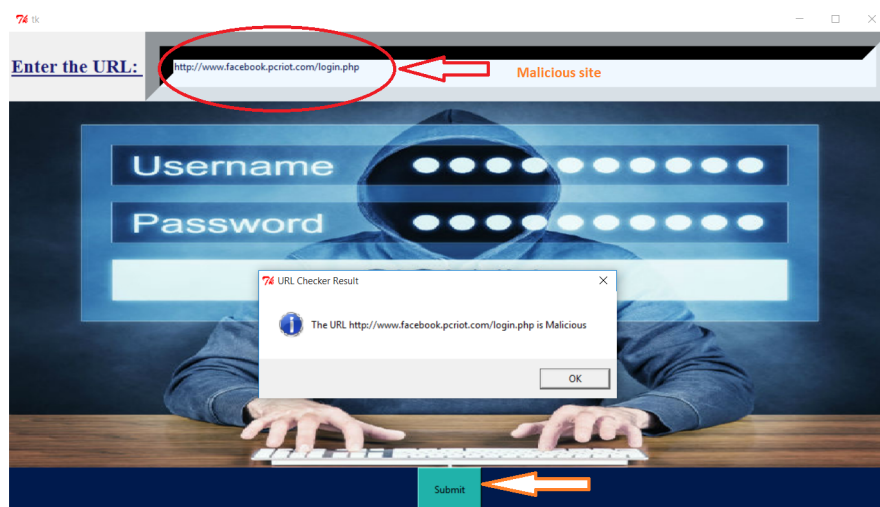 tk
Enter the URL:
http://www.facebook.pcriot.com/login.php
Malicious site
Username
Password
URL Checker Result
The URL http://www.facebook.pcriot.com/login.php is Malicious
OK
Submit